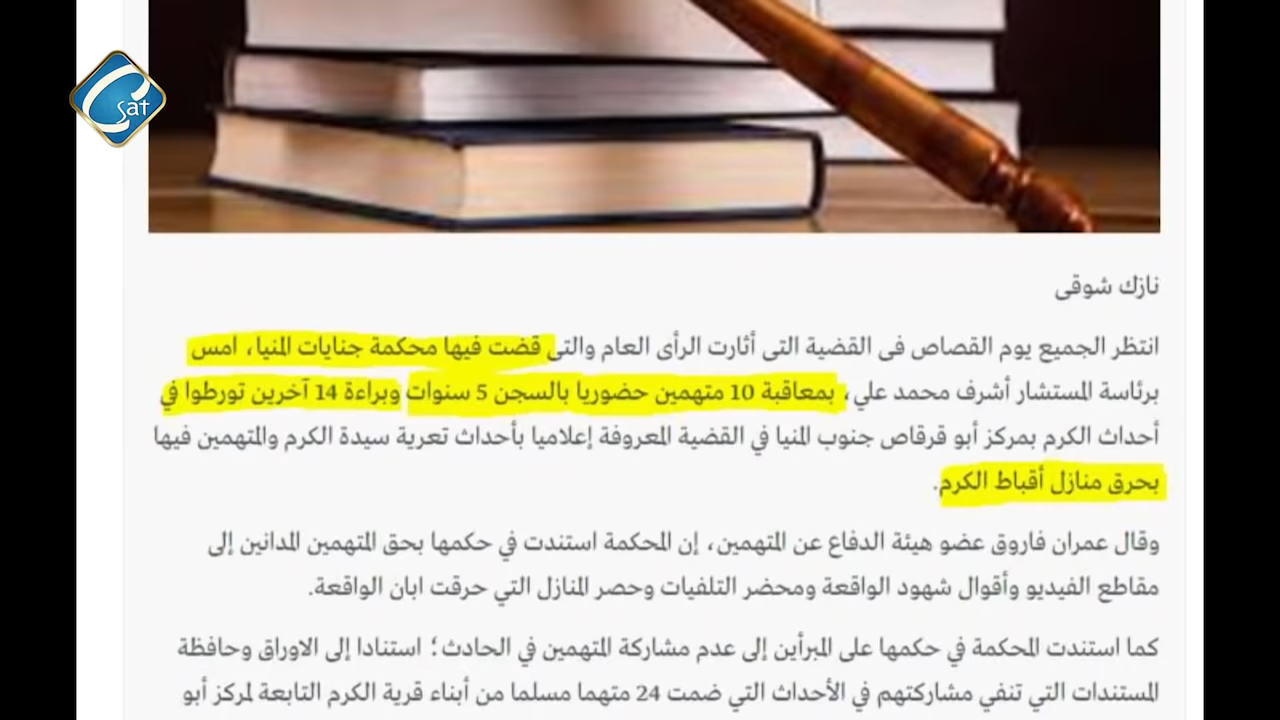 C sat
نازك شوقى
انتظر الجميع يوم القصاص فى القضية التى أثارت الرأى العام والتى قضت فيها محكمة جنايات المنيا، امس
برئاسة المستشار أشرف محمد علي، بمعاقبة 10 متهمين حضوريا بالسجن 5 سنوات وبراءة 14 آخرين تورطوا في
أحداث الكرم بمركز أبو قرقاص جنوب المنيا في القضية المعروفة إعلاميا بأحداث تعرية سيدة الكرم والمتهمين فيها
بحرق منازل أقباط الكرم.
وقال عمران فاروق عضو هيئة الدفاع عن المتهمين، إن المحكمة استندت في حكمها بحق المتهمين المدانين إلى
مقاطع الفيديو وأقوال شهود الواقعة ومحضر التلفيات وحصر المنازل التي حرقت ابان الواقعة.
كما استندت المحكمة في حكمها على المبرأين إلى عدم مشاركة المتهمين في الحادث؛ استنادا إلى الاوراق وحافظة
المستندات التي تنفي مشاركتهم في الأحداث التي ضمت 24 متهما مسلما من أبناء قرية الكرم التابعة لمركز أبو